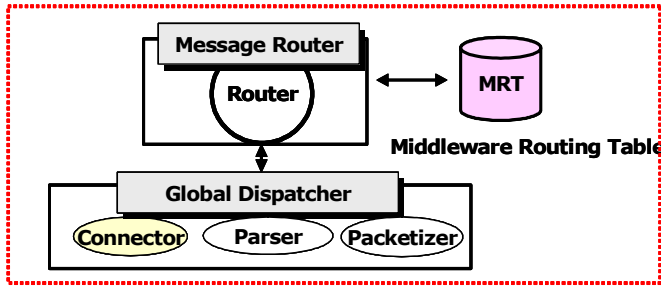 Message Router
Router
MRT
Middleware Routing Table
Global Dispatcher
Connector Parser Packetizer